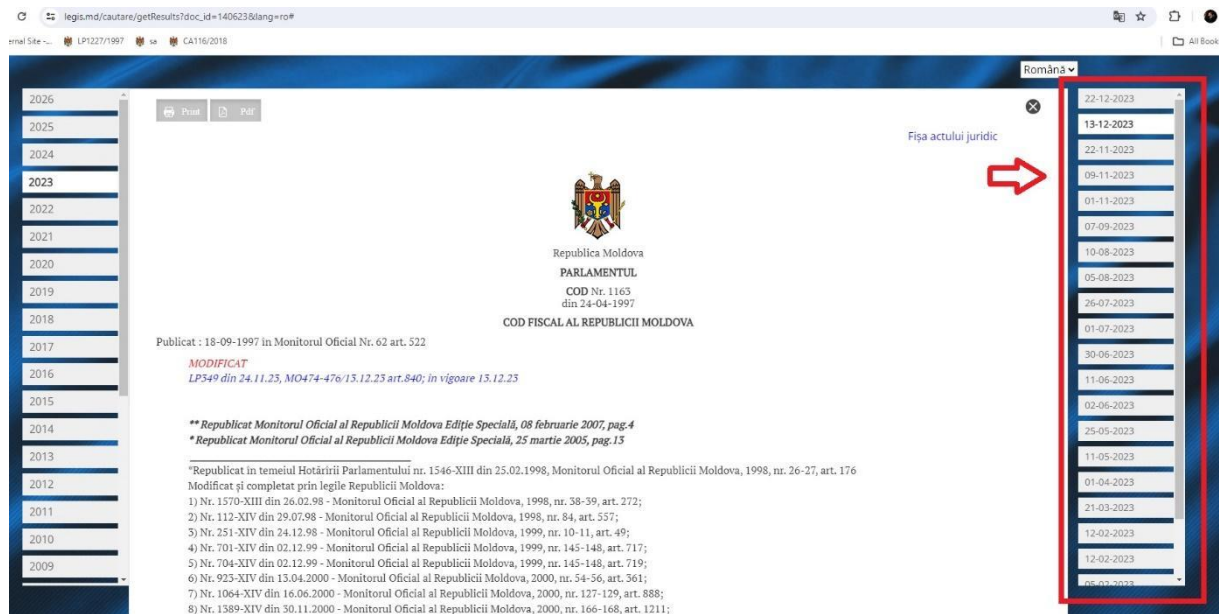 legis.md/cautare/getResults?doc_id=140623&lang=ro#
ernal Site -... LP1227/1997 sa CA116/2018 All Book
Română
2026
2025
2024
2023
2022
2021
2020
2019
2018
2017
2016
2015
2014
2013
2012
2011
2010
2009
Print Pdf
Fișa actului juridic
Republica Moldova
PARLAMENTUL
COD Nr. 1163
din 24-04-1997
COD FISCAL AL REPUBLICII MOLDOVA
Publicat : 18-09-1997 în Monitorul Oficial Nr. 62 art. 522
MODIFICAT
LP349 din 24.11.23, MO474-476/13.12.23 art.840; în vigoare 13.12.23
** Republicat Monitorul Oficial al Republicii Moldova Ediție Specială, 08 februarie 2007, pag.4
* Republicat Monitorul Oficial al Republicii Moldova Ediție Specială, 25 martie 2005, pag.13
"Republicat în temeiul Hotărîrii Parlamentului nr. 1546-XIII din 25.02.1998, Monitorul Oficial al Republicii Moldova, 1998, nr. 26-27, art. 176
Modificat și completat prin legile Republicii Moldova:
1) Nr. 1570-XIII din 26.02.98 - Monitorul Oficial al Republicii Moldova, 1998, nr. 38-39, art. 272;
2) Nr. 112-XIV din 29.07.98 - Monitorul Oficial al Republicii Moldova, 1998, nr. 84, art. 557;
3) Nr. 251-XIV din 24.12.98 - Monitorul Oficial al Republicii Moldova, 1999, nr. 10-11, art. 49;
4) Nr. 701-XIV din 02.12.99 - Monitorul Oficial al Republicii Moldova, 1999, nr. 145-148, art. 717;
5) Nr. 704-XIV din 02.12.99 - Monitorul Oficial al Republicii Moldova, 1999, nr. 145-148, art. 719;
6) Nr. 923-XIV din 13.04.2000 - Monitorul Oficial al Republicii Moldova, 2000, nr. 54-56, art. 361;
7) Nr. 1064-XIV din 16.06.2000 - Monitorul Oficial al Republicii Moldova, 2000, nr. 127-129, art. 888;
8) Nr. 1389-XIV din 30.11.2000 - Monitorul Oficial al Republicii Moldova, 2000, nr. 166-168, art. 1211;
22-12-2023
13-12-2023
22-11-2023
09-11-2023
01-11-2023
07-09-2023
10-08-2023
05-08-2023
26-07-2023
01-07-2023
30-06-2023
11-06-2023
02-06-2023
25-05-2023
11-05-2023
01-04-2023
21-03-2023
12-02-2023
12-02-2023
05-02-2023